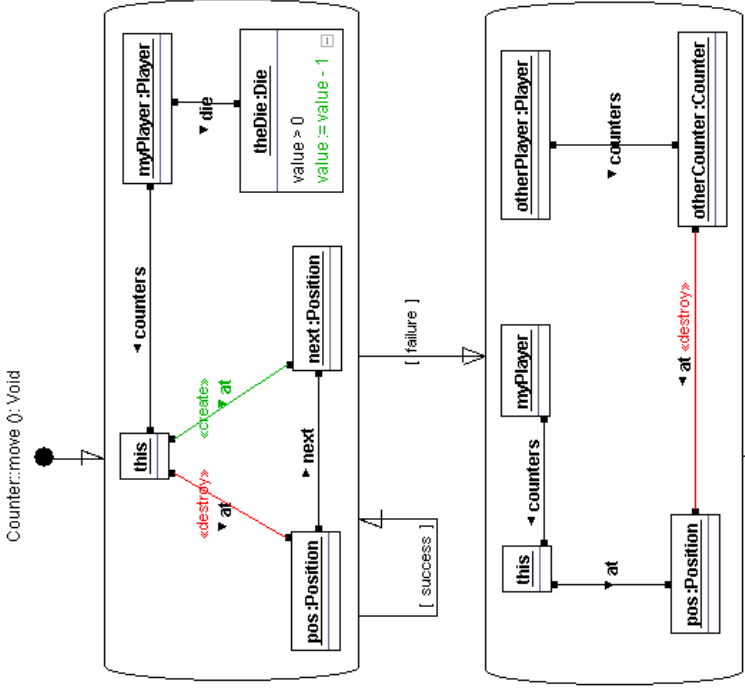 Counter::move (): Void
myPlayer :Player
die
theDie :Die
value > 0
value := value - 1
counters
this
«create»
at
«destroy»
at
next :Position
next
pos :Position
[ success ]
[ failure ]
otherPlayer :Player
counters
otherCounter :Counter
myPlayer
counters
this
at
at «destroy»
pos :Position